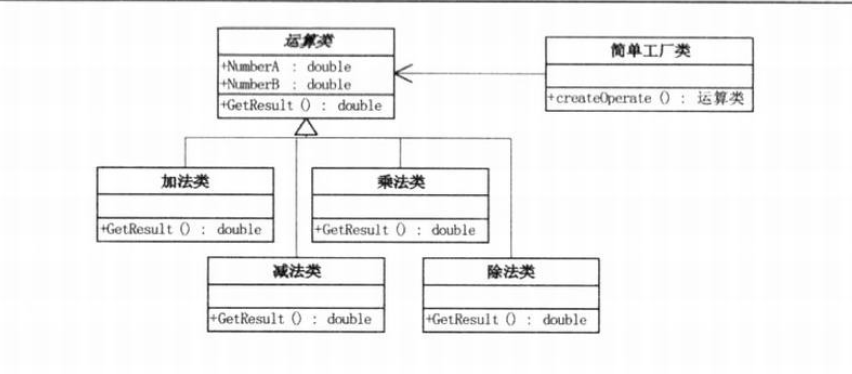 运算类
+NumberA : double
+NumberB : double
+GetResult () : double
简单工厂类
+createOperate () : 运算类
加法类
+GetResult () : double
乘法类
+GetResult () : double
减法类
+GetResult () : double
除法类
+GetResult () : double